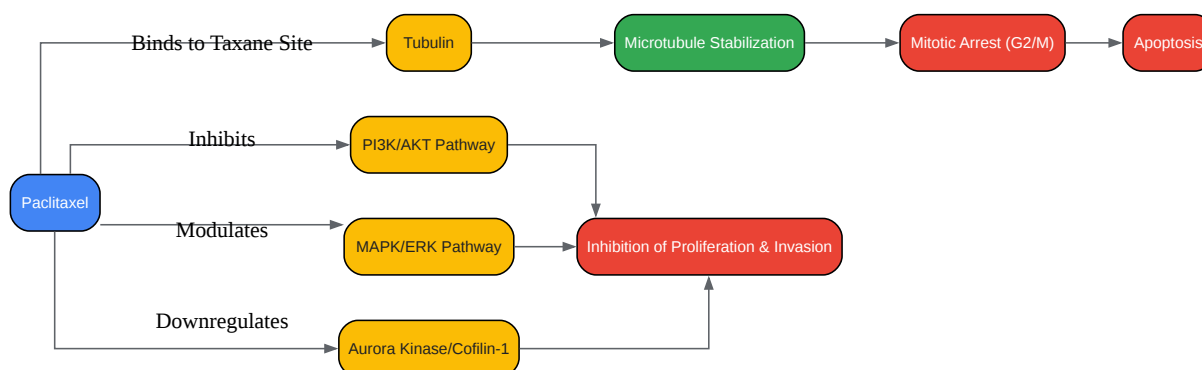 Binds to Taxane Site
Tubulin
Microtubule Stabilization
Mitotic Arrest (G2/M)
Apoptosis
Inhibits
PI3K/AKT Pathway
Paclitaxel
Modulates
MAPK/ERK Pathway
Inhibition of Proliferation & Invasion
Downregulates
Aurora Kinase/Cofilin-1